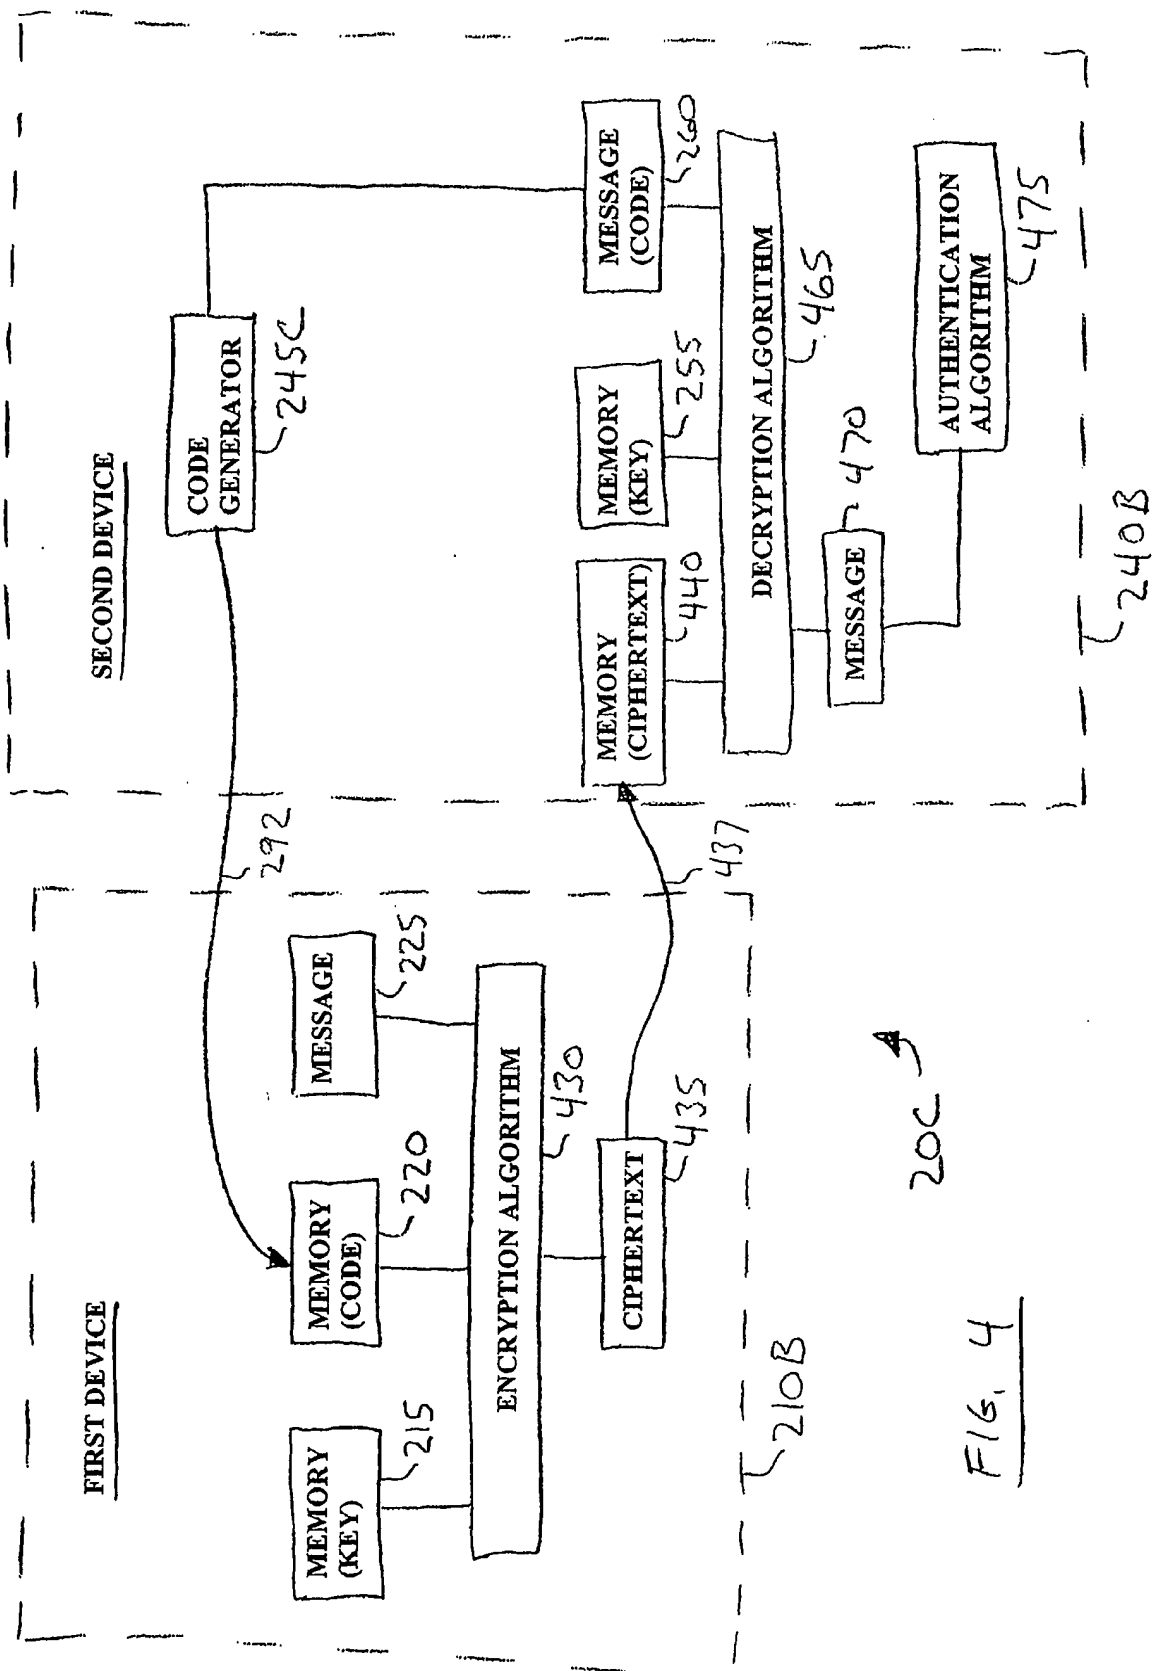 FIRST DEVICE
MEMORY
(KEY)
215
MEMORY
(CODE)
220
MESSAGE
225
ENCRYPTION ALGORITHM
430
CIPHERTEXT
435
210B
292
437
SECOND DEVICE
CODE
GENERATOR
245C
MEMORY
(CIPHERTEXT)
440
MEMORY
(KEY)
255
MESSAGE
(CODE)
260
DECRYPTION ALGORITHM
465
MESSAGE
470
AUTHENTICATION
ALGORITHM
475
240B
20C
FIG. 4